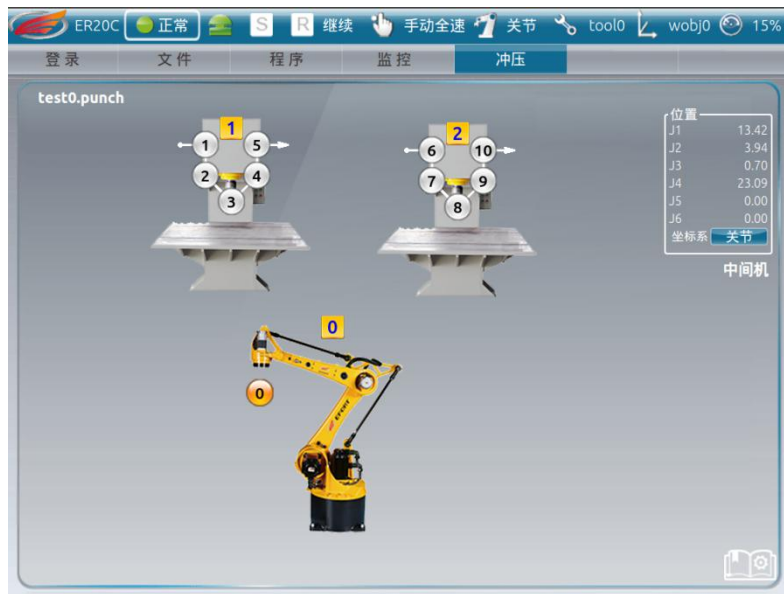 ER20C 正常 S R 继续 手动全速 关节 tool0 wobj0 15%
登录 文件 程序 监控 冲压
test0.punch
1
1 5
2 4
3
2
6 10
7 9
8
位置
J1 13.42
J2 3.94
J3 0.70
J4 23.09
J5 0.00
J6 0.00
坐标系 关节
中间机
0
0
EFORT